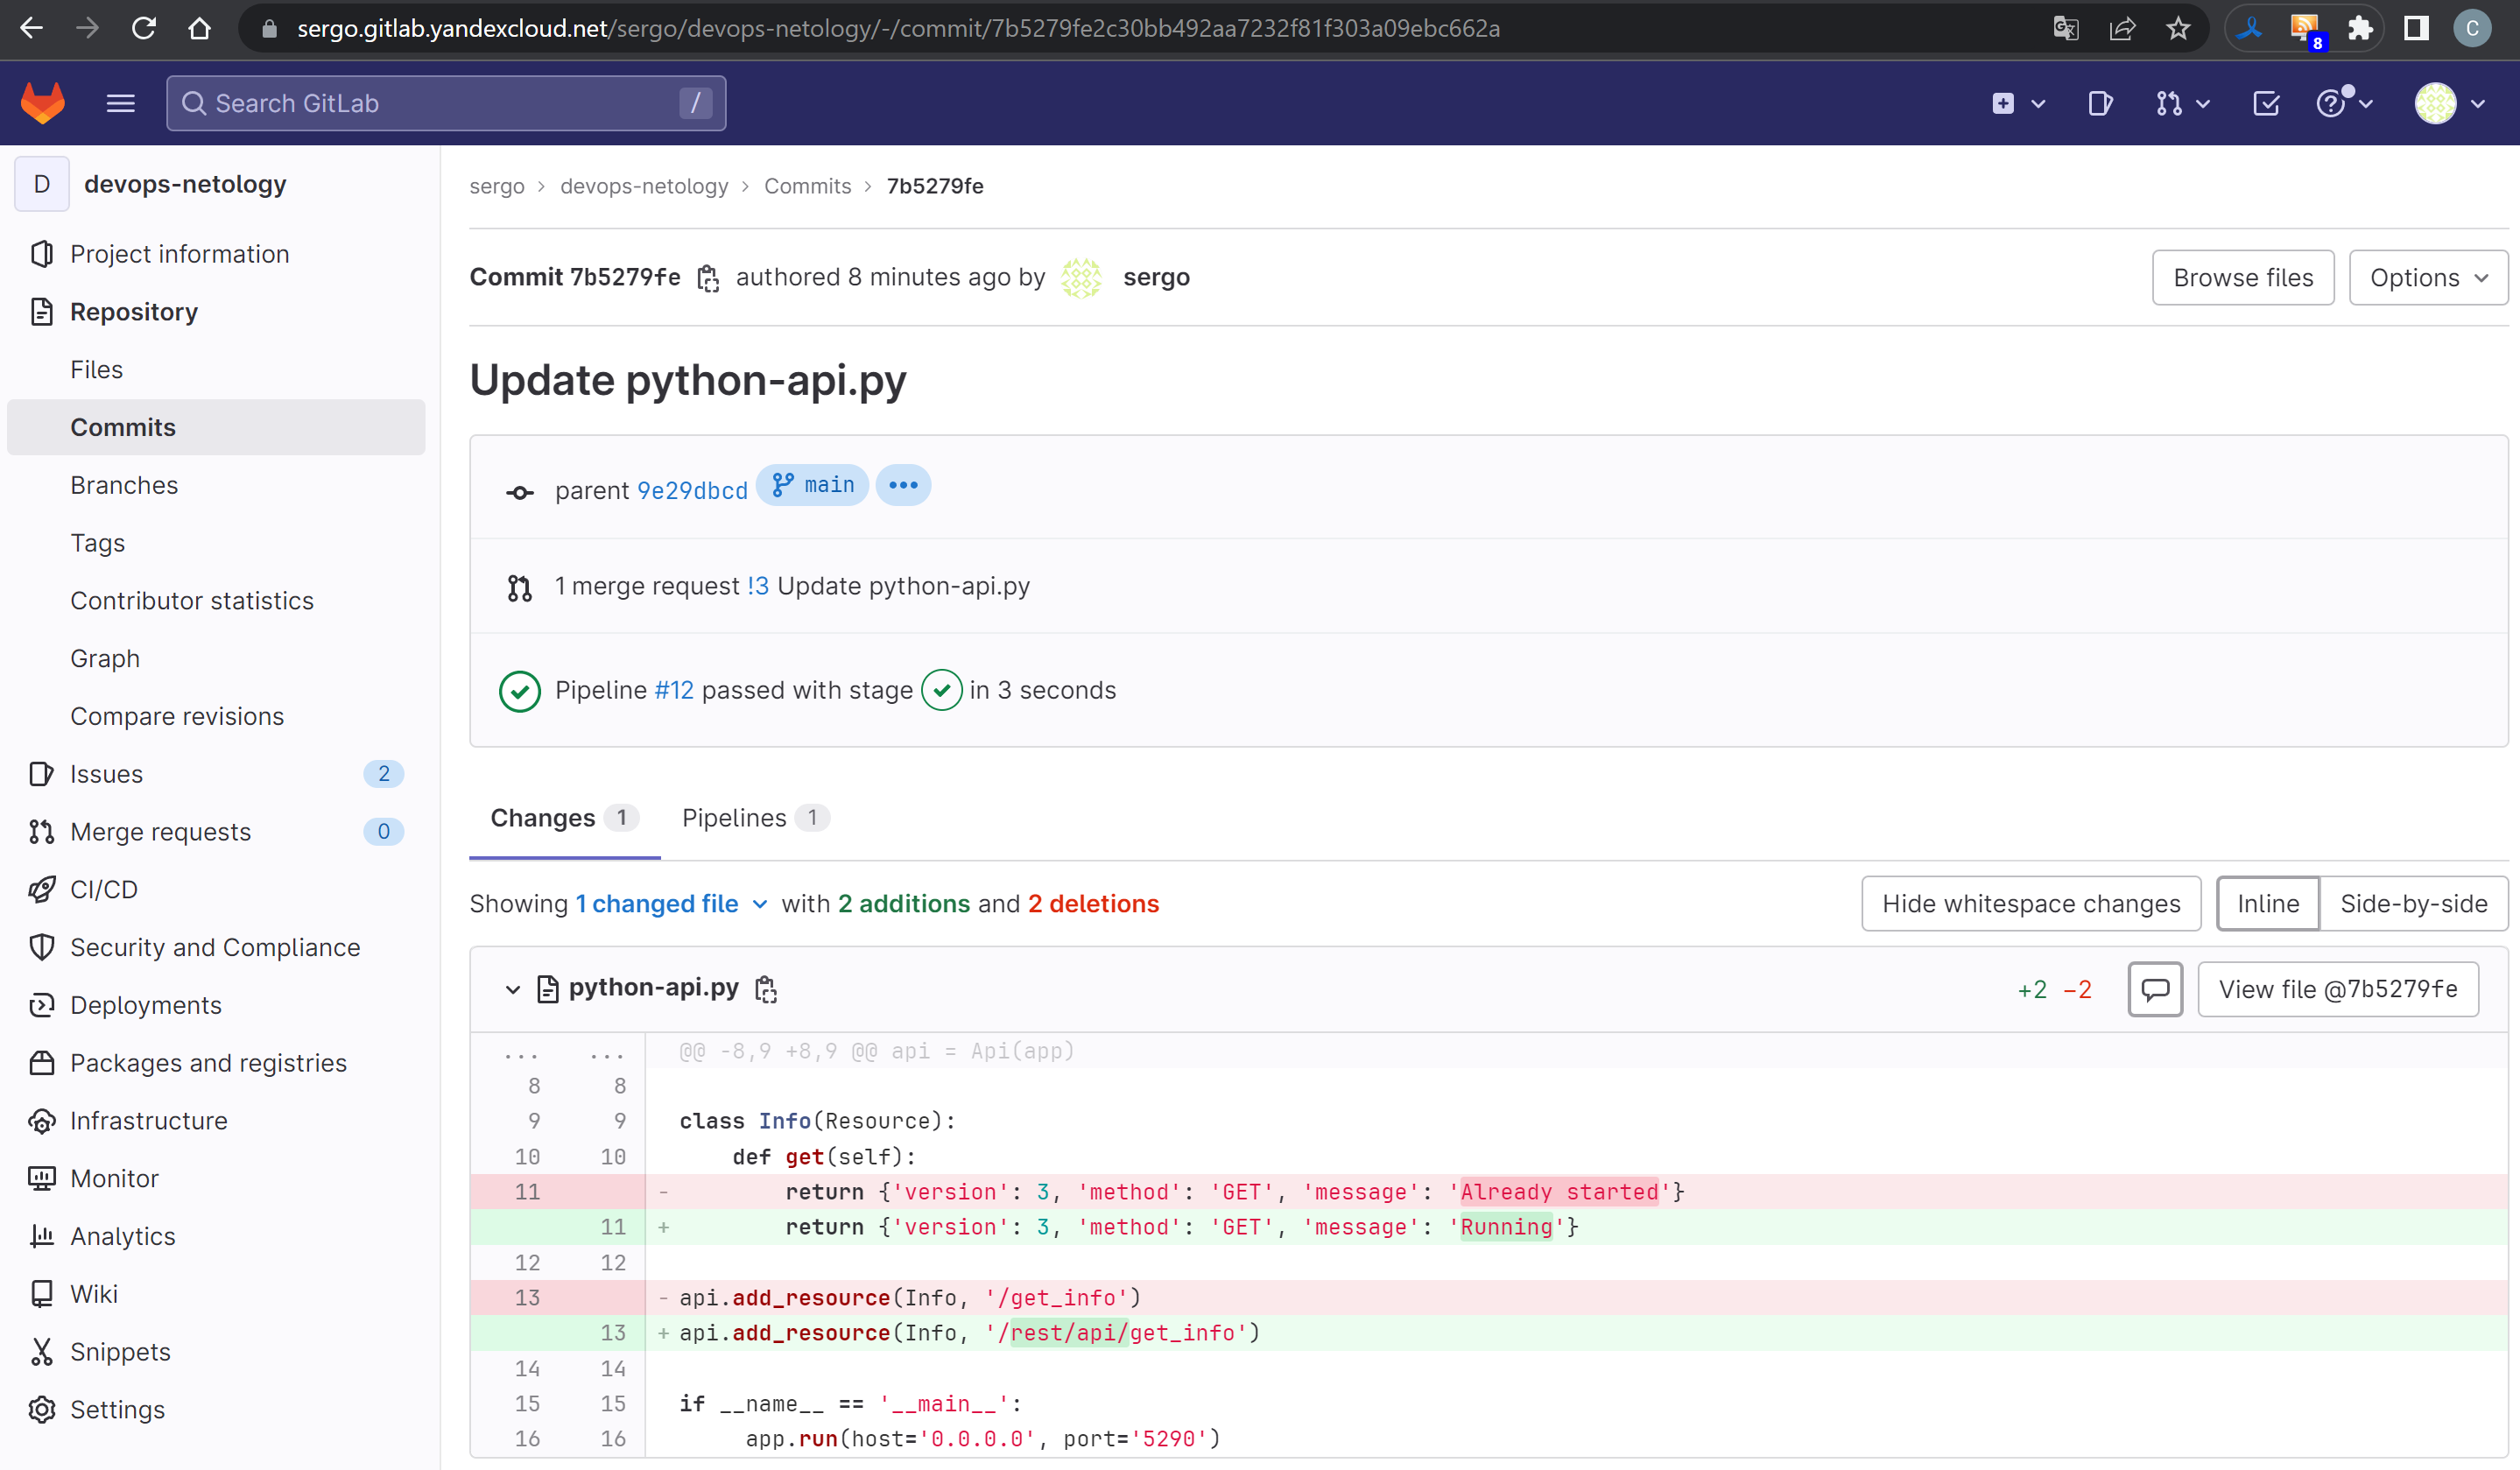 sergo.gitlab.yandexcloud.net/sergo/devops-netology/-/commit/7b5279fe2c30bb492aa7232f81f303a09ebc662a
8
C
Search GitLab
/
D
devops-netology
Project information
Repository
Files
Commits
Branches
Tags
Contributor statistics
Graph
Compare revisions
Issues 2
Merge requests 0
CI/CD
Security and Compliance
Deployments
Packages and registries
Infrastructure
Monitor
Analytics
Wiki
Snippets
Settings
sergo > devops-netology > Commits > 7b5279fe
Commit 7b5279fe authored 8 minutes ago by sergo
Browse files
Options
Update python-api.py
parent 9e29dbcd main •••
1 merge request !3 Update python-api.py
Pipeline #12 passed with stage in 3 seconds
Changes 1 Pipelines 1
Showing 1 changed file with 2 additions and 2 deletions
Hide whitespace changes
Inline
Side-by-side
python-api.py
+2 −2
View file @7b5279fe
... ... @@ -8,9 +8,9 @@ api = Api(app)
8 8
9 9 class Info(Resource):
10 10     def get(self):
11 -         return {'version': 3, 'method': 'GET', 'message': 'Already started'}
11 +         return {'version': 3, 'method': 'GET', 'message': 'Running'}
12 12
13 - api.add_resource(Info, '/get_info')
13 + api.add_resource(Info, '/rest/api/get_info')
14 14
15 15 if __name__ == '__main__':
16 16      app.run(host='0.0.0.0', port='5290')